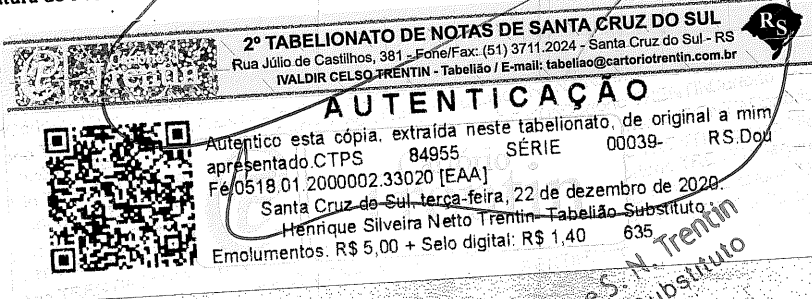 2º TABELIONATO DE NOTAS DE SANTA CRUZ DO SUL
Rua Júlio de Castilhos, 381 - Fone/Fax: (51) 3711.2024 - Santa Cruz do Sul - RS
IVALDIR CELSO TRENTIN - Tabelião / E-mail: tabeliao@cartoriotrentin.com.br
RS
AUTENTICAÇÃO
Autentico esta cópia, extraída neste tabelionato, de original a mim
apresentado.CTPS 84955 SÉRIE 00039- RS.Dou
Fé/0518.01.2000002.33020 [EAA]
Santa Cruz do Sul, terça-feira, 22 de dezembro de 2020.
Henrique Silveira Netto Trentin- Tabelião Substituto
Emolumentos: R$ 5,00 + Selo digital: R$ 1,40 635
S. N. Trentin